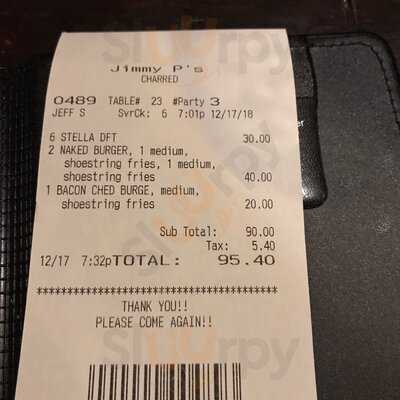 Jimmy P's
CHARRED
0489 TABLE# 23 #Party 3
JEFF S SvrCk: 6 7:01p 12/17/18
6 STELLA DFT 30.00
2 NAKED BURGER, 1 medium,
shoestring fries, 1 medium,
shoestring fries 40.00
1 BACON CHED BURGE, medium,
shoestring fries 20.00
Sub Total: 90.00
Tax: 5.40
12/17 7:32p TOTAL: 95.40
****************************************
THANK YOU!!
PLEASE COME AGAIN!!
Sluurpy